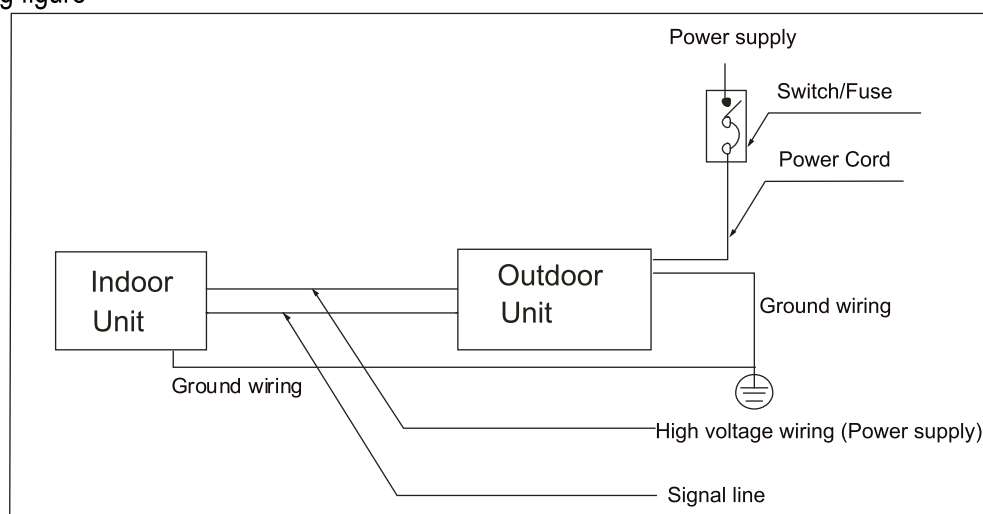 g figure
Power supply
Switch/Fuse
Power Cord
Indoor
Unit
Outdoor
Unit
Ground wiring
Ground wiring
High voltage wiring (Power supply)
Signal line